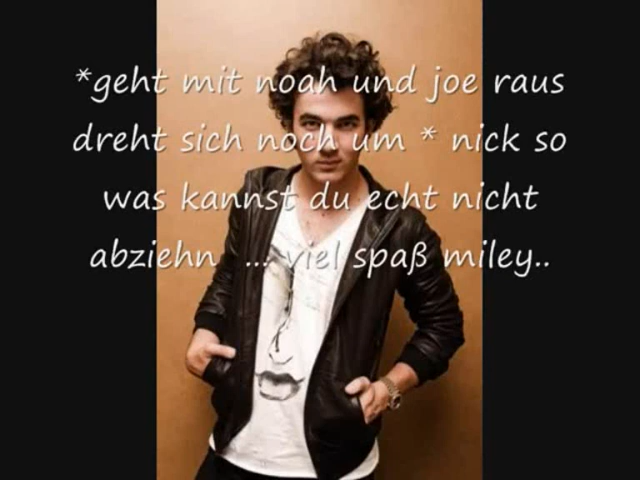 *geht mit noah und joe raus
dreht sich noch um * nick so
was kannst du echt nicht
abziehn ... viel spaß miley..